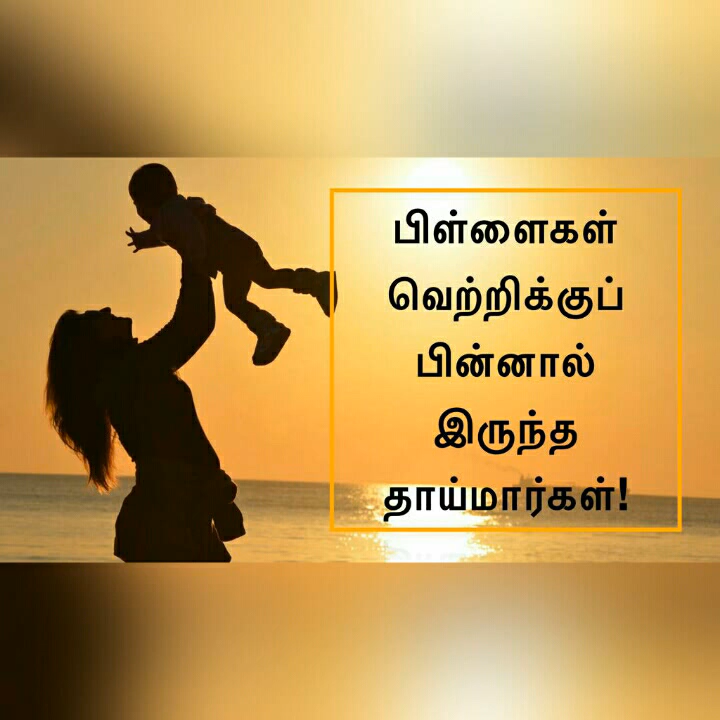 பிள்ளைகள்
வெற்றிக்குப்
பின்னால்
இருந்த
தாய்மார்கள்!